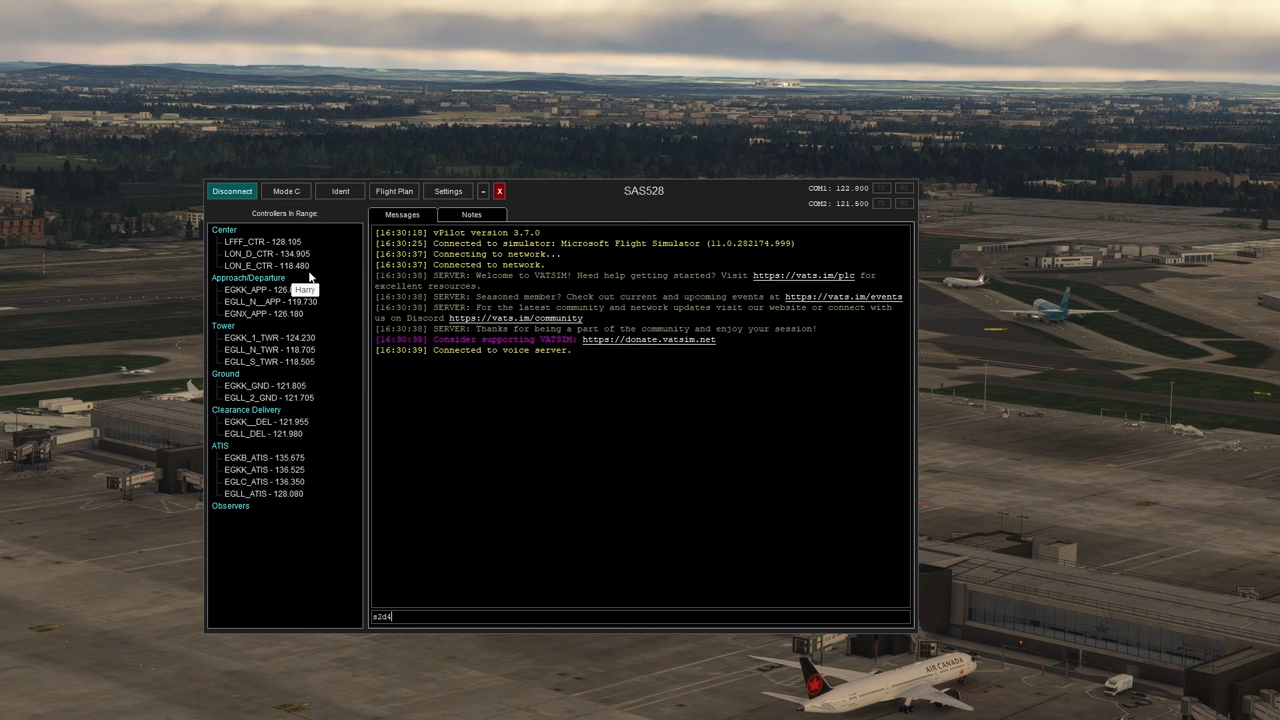 Disconnect Mode C Ident Flight Plan Settings - X SAS528 COM1: 122.800 TX RX
COM2: 121.500 TX RX
Controllers In Range:
Center
LFFF_CTR - 128.105
LON_D_CTR - 134.905
LON_E_CTR - 118.480
Approach/Departure
EGKK_APP - 126.
Harry
EGLL_N__APP - 119.730
EGNX_APP - 126.180
Tower
EGKK_1_TWR - 124.230
EGLL_N_TWR - 118.705
EGLL_S_TWR - 118.505
Ground
EGKK_GND - 121.805
EGLL_2_GND - 121.705
Clearance Delivery
EGKK__DEL - 121.955
EGLL_DEL - 121.980
ATIS
EGKB_ATIS - 135.675
EGKK_ATIS - 136.525
EGLC_ATIS - 136.350
EGLL_ATIS - 128.080
Observers
Messages Notes
[16:30:18] vPilot version 3.7.0
[16:30:25] Connected to simulator: Microsoft Flight Simulator (11.0.282174.999)
[16:30:37] Connecting to network...
[16:30:37] Connected to network.
[16:30:38] SERVER: Welcome to VATSIM! Need help getting started? Visit https://vats.im/plc for
excellent resources.
[16:30:38] SERVER: Seasoned member? Check out current and upcoming events at https://vats.im/events
[16:30:38] SERVER: For the latest community and network updates visit our website or connect with
us on Discord https://vats.im/community
[16:30:38] SERVER: Thanks for being a part of the community and enjoy your session!
[16:30:38] Consider supporting VATSIM: https://donate.vatsim.net
[16:30:39] Connected to voice server.
s2d4
AIR CANADA